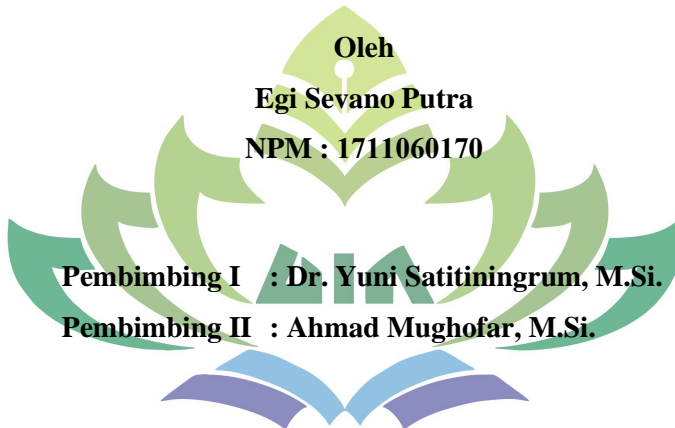 Oleh
Egi Sevano Putra
NPM : 1711060170
Pembimbing I : Dr. Yuni Satitiningrum, M.Si.
Pembimbing II : Ahmad Mughofar, M.Si.